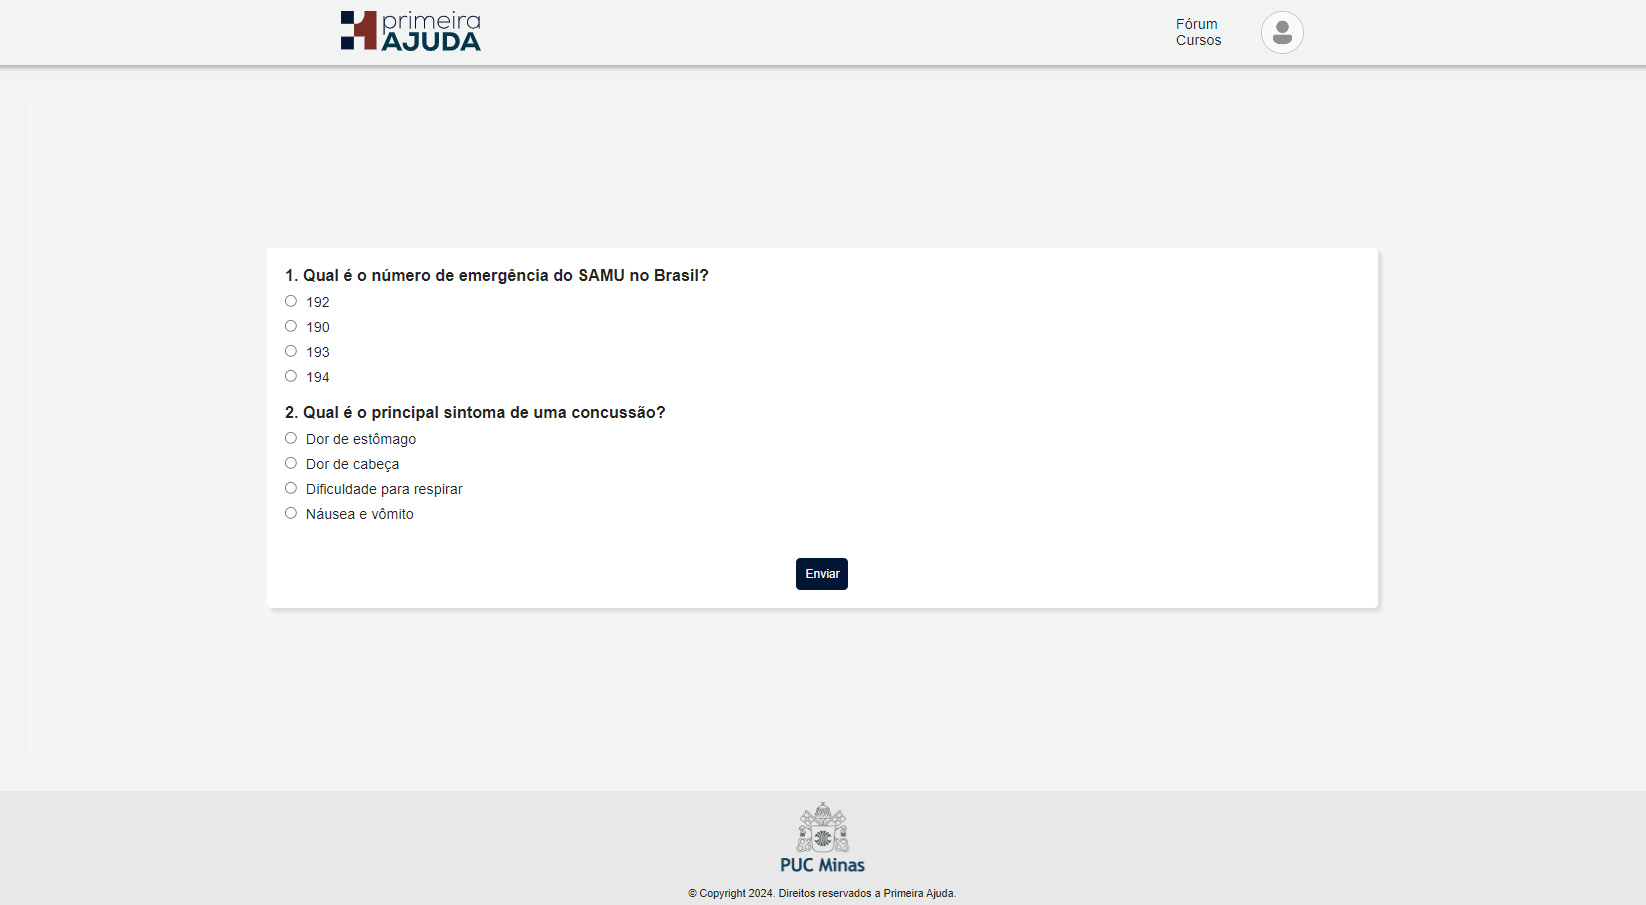 primeira
AJUDA
Fórum
Cursos
1. Qual é o número de emergência do SAMU no Brasil?
192
190
193
194
2. Qual é o principal sintoma de uma concussão?
Dor de estômago
Dor de cabeça
Dificuldade para respirar
Náusea e vômito
Enviar
PUC Minas
© Copyright 2024. Direitos reservados a Primeira Ajuda.